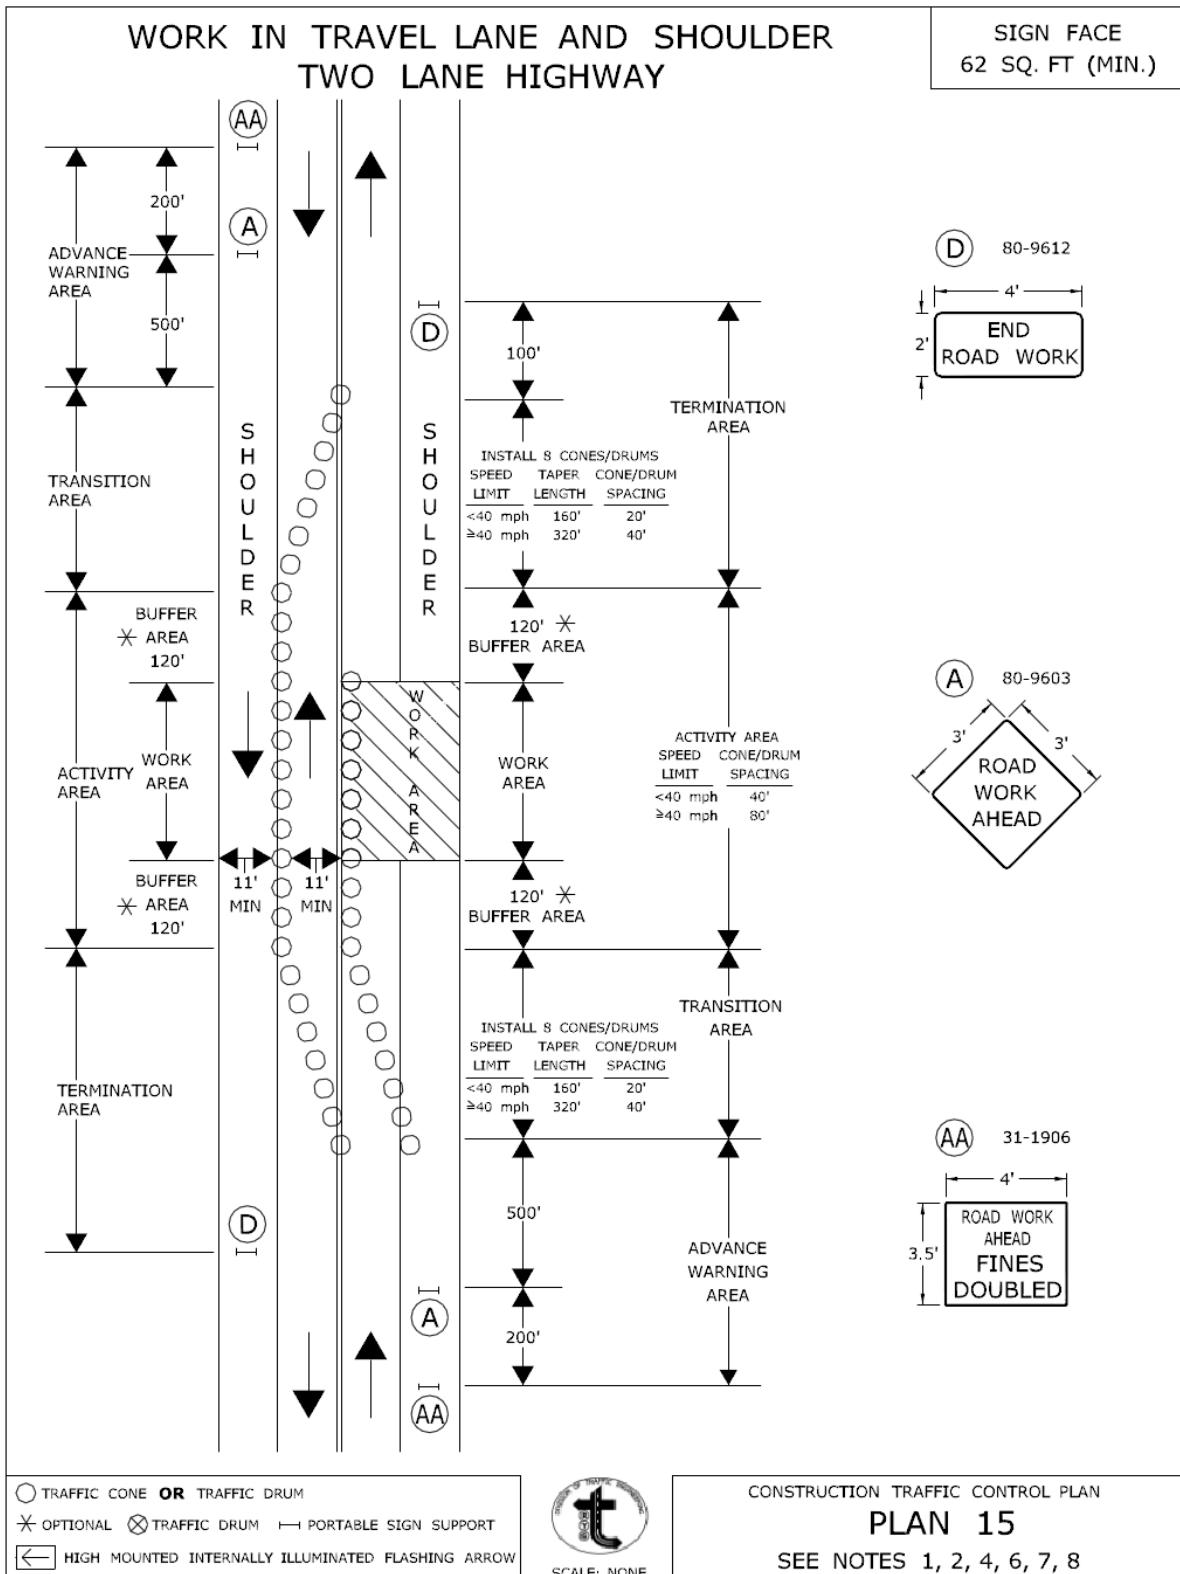 WORK IN TRAVEL LANE AND SHOULDER
TWO LANE HIGHWAY
SIGN FACE
62 SQ. FT (MIN.)
AA
200'
A
ADVANCE
WARNING
AREA
500'
TRANSITION
AREA
BUFFER
* AREA
120'
WORK
AREA
ACTIVITY
AREA
BUFFER
* AREA
120'
11'
MIN
11'
MIN
TERMINATION
AREA
D
SHOULDER
SHOULDER
WORK AREA
D
100'
TERMINATION
AREA
INSTALL 8 CONES/DRUMS
SPEED TAPER CONE/DRUM
LIMIT LENGTH SPACING
<40 mph 160' 20'
≥40 mph 320' 40'
120' *
BUFFER AREA
WORK
AREA
ACTIVITY AREA
SPEED CONE/DRUM
LIMIT SPACING
<40 mph 40'
≥40 mph 80'
120' *
BUFFER AREA
TRANSITION
AREA
INSTALL 8 CONES/DRUMS
SPEED TAPER CONE/DRUM
LIMIT LENGTH SPACING
<40 mph 160' 20'
≥40 mph 320' 40'
500'
ADVANCE
WARNING
AREA
A
200'
AA
D 80-9612
4'
2'
END
ROAD WORK
A 80-9603
3' 3'
ROAD
WORK
AHEAD
AA 31-1906
4'
3.5'
ROAD WORK
AHEAD
FINES
DOUBLED
TRAFFIC CONE OR TRAFFIC DRUM
* OPTIONAL TRAFFIC DRUM PORTABLE SIGN SUPPORT
HIGH MOUNTED INTERNALLY ILLUMINATED FLASHING ARROW
DIVISION OF TRAFFIC ENGINEERING
SCALE: NONE
CONSTRUCTION TRAFFIC CONTROL PLAN
PLAN 15
SEE NOTES 1, 2, 4, 6, 7, 8